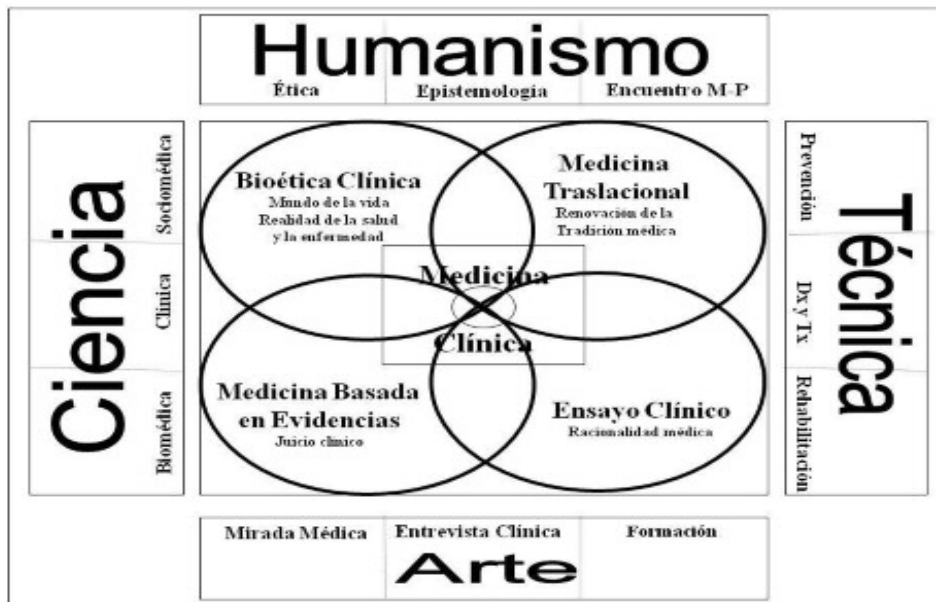 Humanismo
Ética Epistemología Encuentro M-P
Ciencia
Sociomédica
Clínica
Biomédica
Bioética Clínica
Mundo de la vida
Realidad de la salud
y la enfermedad
Medicina
Traslacional
Renovación de la
Tradición médica
Medicina
Clínica
Medicina Basada
en Evidencias
Juicio clínico
Ensayo Clínico
Racionalidad médica
Técnica
Prevención
Dx y Tx
Rehabilitación
Mirada Médica Entrevista Clínica Formación
Arte